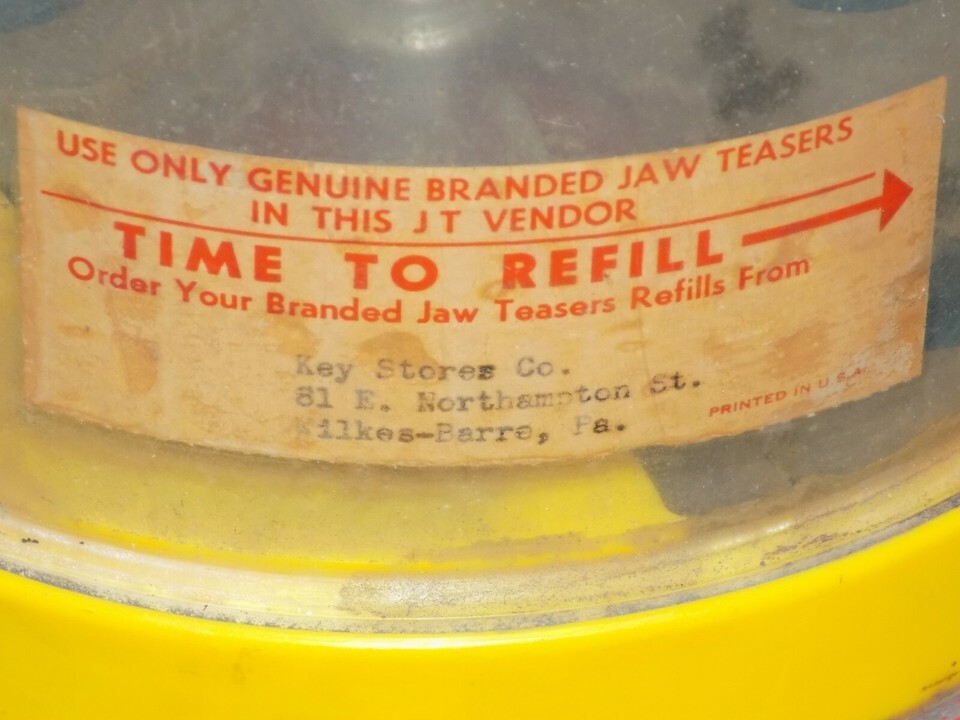 USE ONLY GENUINE BRANDED JAW TEASERS
IN THIS J T VENDOR
TIME TO REFILL
Order Your Branded Jaw Teasers Refills From
Key Stores Co.
81 E. Northampton St.
Wilkes-Barre, Pa.
PRINTED IN U.S.A.